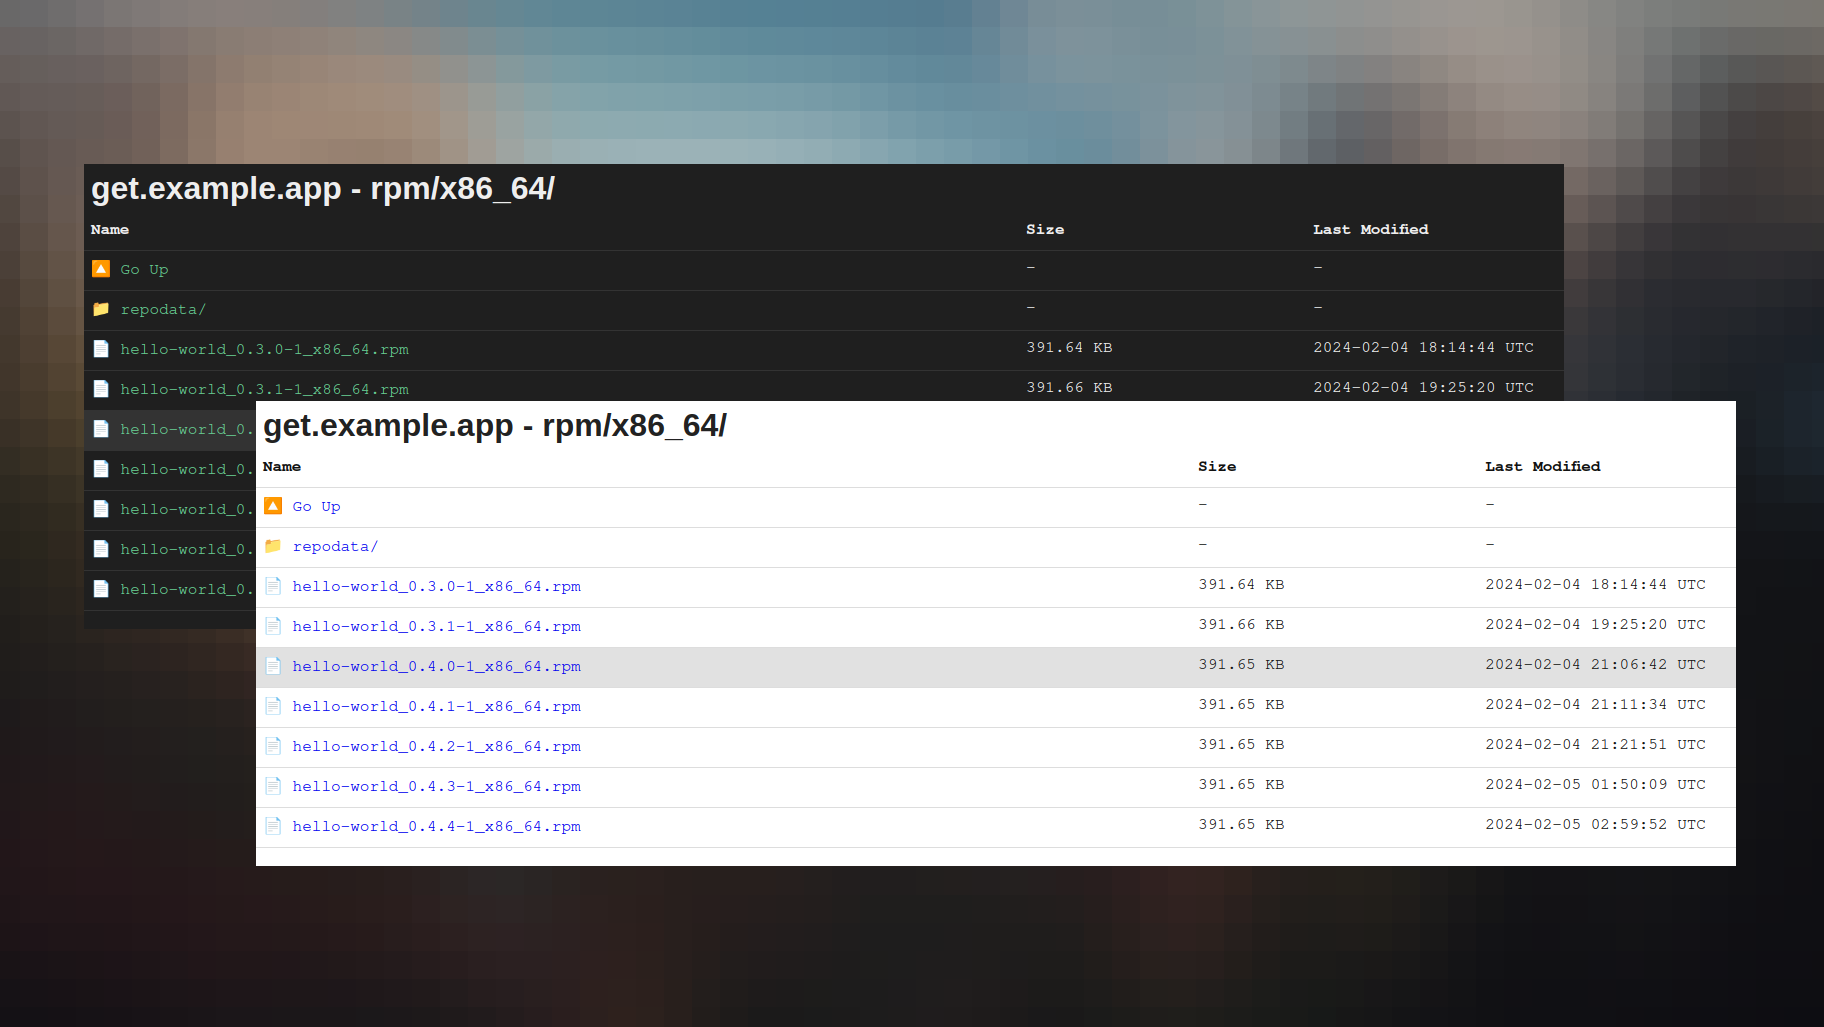 get.example.app - rpm/x86_64/
Name Size Last Modified
Go Up - -
repodata/ - -
hello-world_0.3.0-1_x86_64.rpm 391.64 KB 2024-02-04 18:14:44 UTC
hello-world_0.3.1-1_x86_64.rpm 391.66 KB 2024-02-04 19:25:20 UTC
hello-world_0.
hello-world_0.
hello-world_0.
hello-world_0.
hello-world_0.
get.example.app - rpm/x86_64/
Name Size Last Modified
Go Up - -
repodata/ - -
hello-world_0.3.0-1_x86_64.rpm 391.64 KB 2024-02-04 18:14:44 UTC
hello-world_0.3.1-1_x86_64.rpm 391.66 KB 2024-02-04 19:25:20 UTC
hello-world_0.4.0-1_x86_64.rpm 391.65 KB 2024-02-04 21:06:42 UTC
hello-world_0.4.1-1_x86_64.rpm 391.65 KB 2024-02-04 21:11:34 UTC
hello-world_0.4.2-1_x86_64.rpm 391.65 KB 2024-02-04 21:21:51 UTC
hello-world_0.4.3-1_x86_64.rpm 391.65 KB 2024-02-05 01:50:09 UTC
hello-world_0.4.4-1_x86_64.rpm 391.65 KB 2024-02-05 02:59:52 UTC